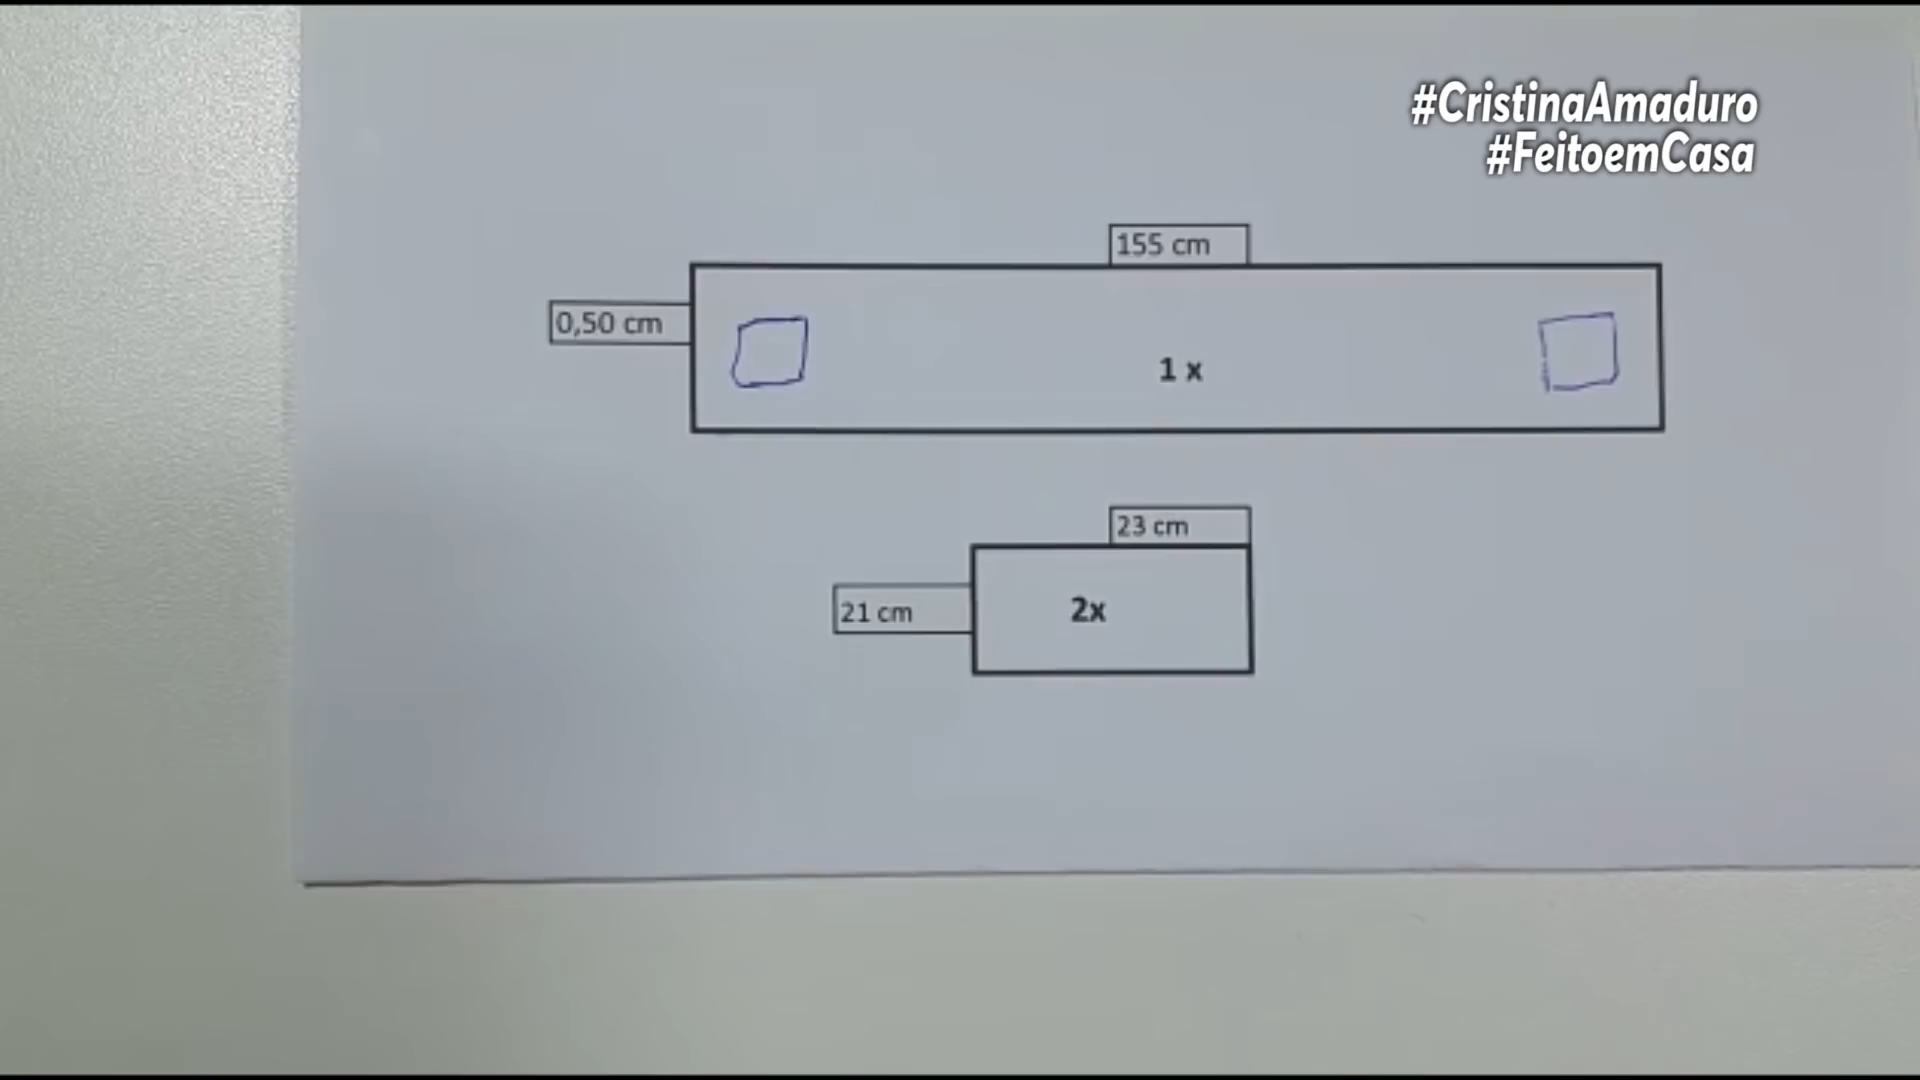 #CristinaAmaduro
#FeitoemCasa
155 cm
0,50 cm
1 x
23 cm
21 cm
2x